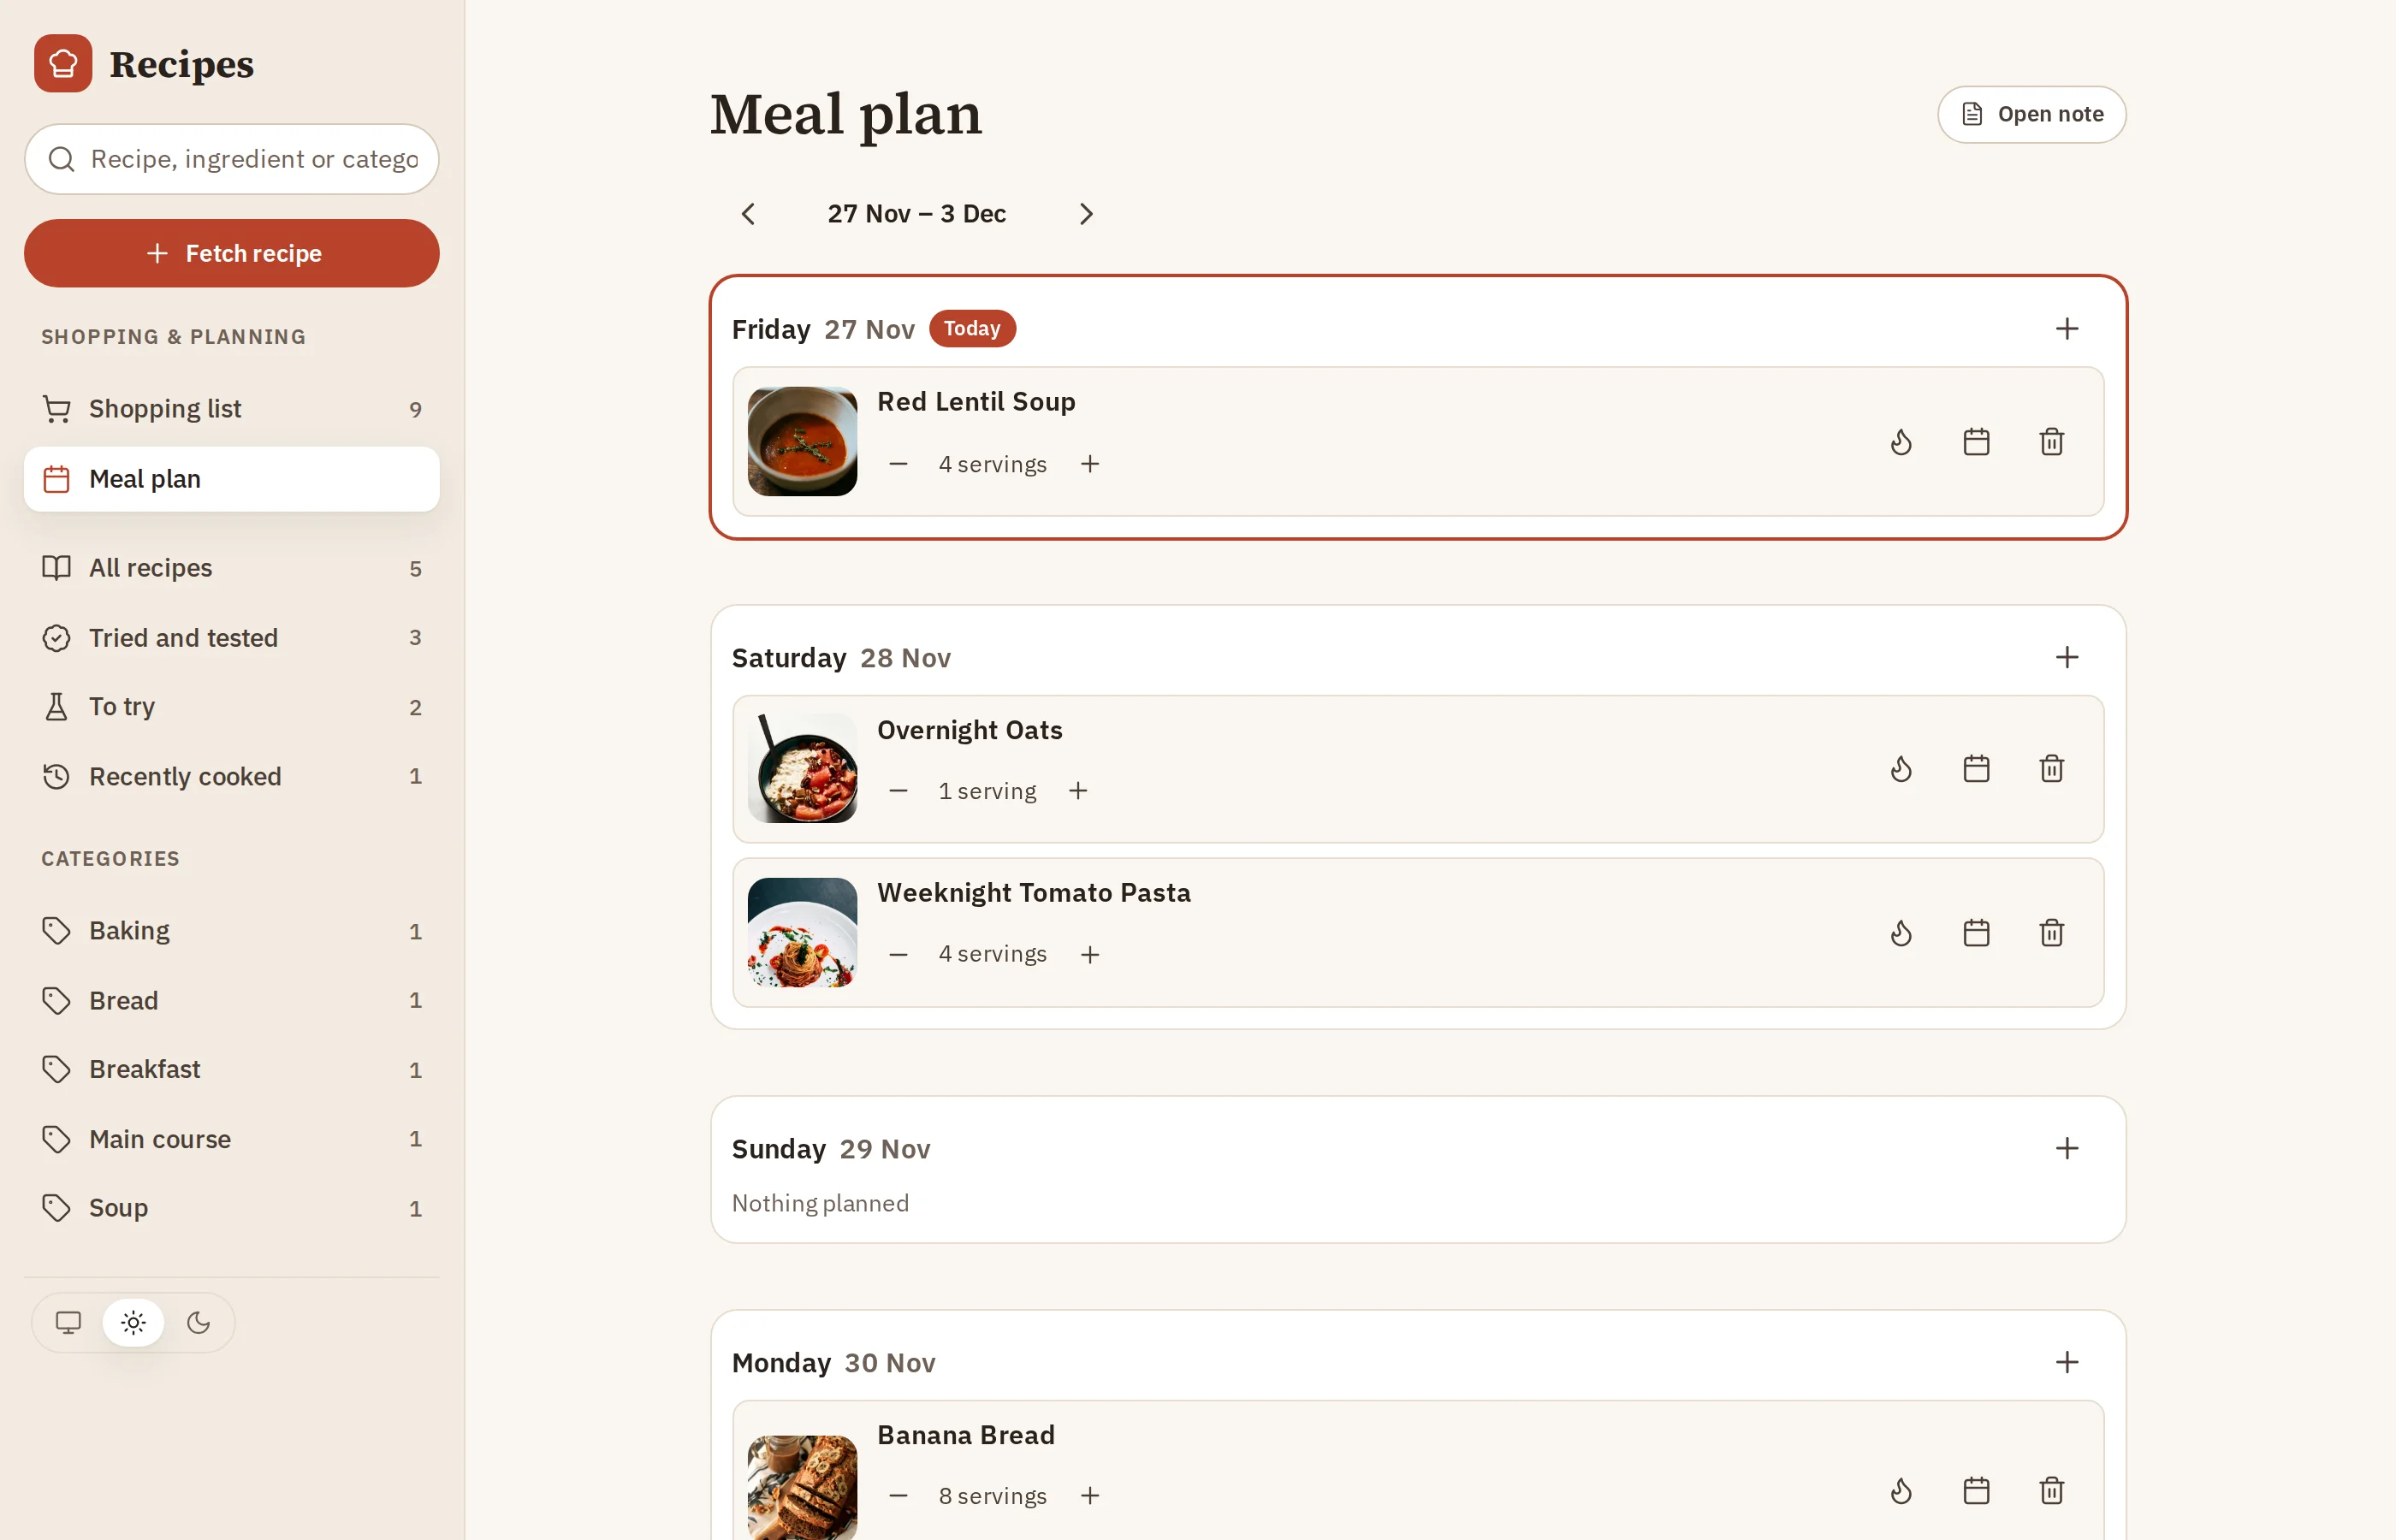 Recipes
Recipe, ingredient or catego
Fetch recipe
SHOPPING & PLANNING
Shopping list 9
Meal plan
All recipes 5
Tried and tested 3
To try 2
Recently cooked 1
CATEGORIES
Baking 1
Bread 1
Breakfast 1
Main course 1
Soup 1
Meal plan
Open note
27 Nov – 3 Dec
Friday 27 Nov Today
Red Lentil Soup
4 servings
Saturday 28 Nov
Overnight Oats
1 serving
Weeknight Tomato Pasta
4 servings
Sunday 29 Nov
Nothing planned
Monday 30 Nov
Banana Bread
8 servings